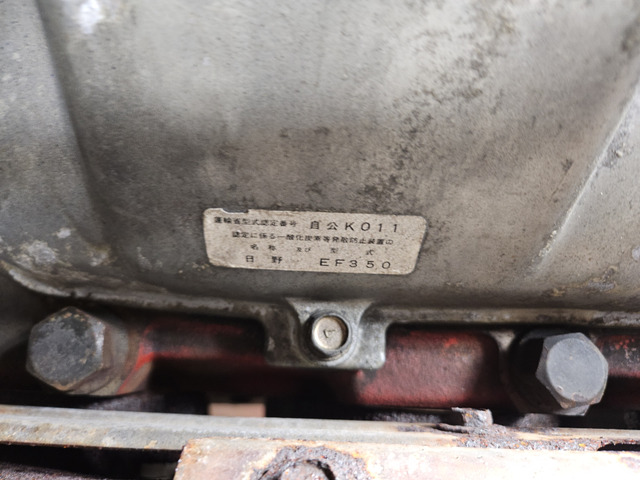 運輸省型式認定番号 自公K011
認定に係る一酸化炭素等発散防止装置の
名称及び型式
日野 EF350